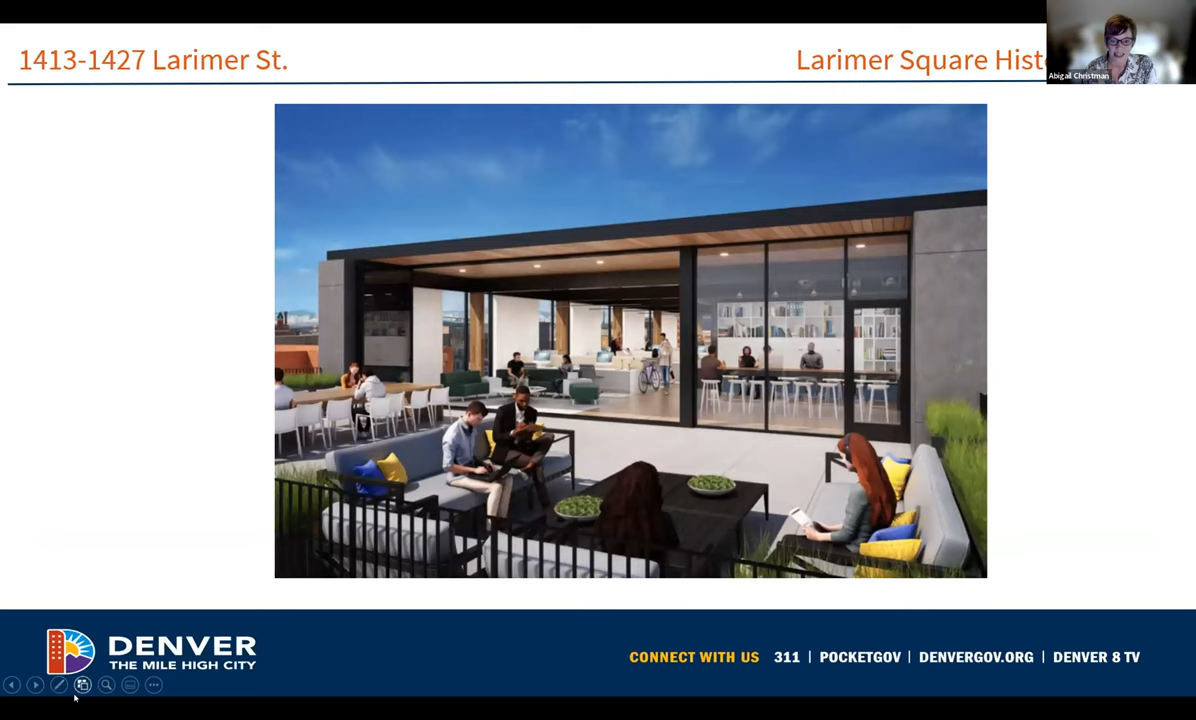 1413-1427 Larimer St.
Larimer Square Histo
Abigail Christman
DENVER
THE MILE HIGH CITY
CONNECT WITH US 311 | POCKETGOV | DENVERGOV.ORG | DENVER 8 TV